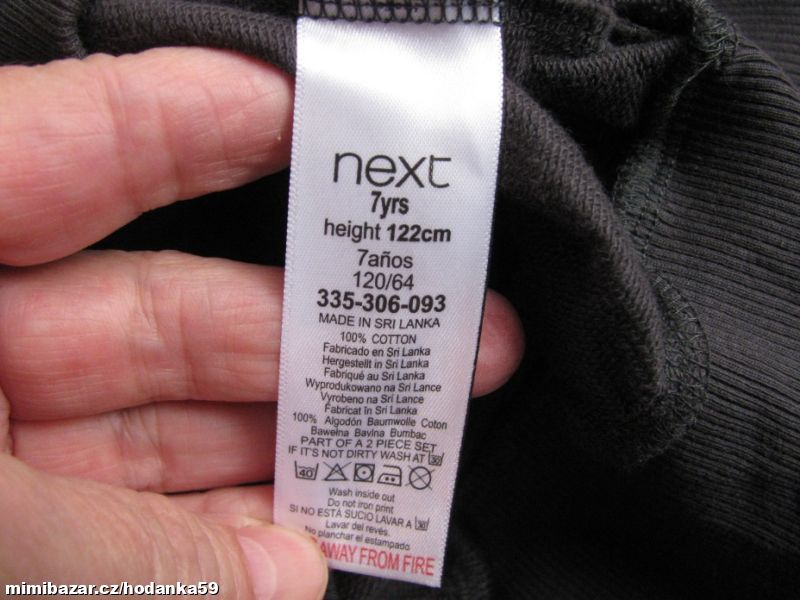 next
7yrs
height 122cm
7años
120/64
335-306-093
MADE IN SRI LANKA
100% COTTON
Fabricado en Sri Lanka
Hergestellt in Sri Lanka
Fabriqué au Sri Lanka
Wyprodukowano na Sri Lance
Vyrobeno na Sri Lance
Fabricat în Sri Lanka
100% Algodón Baumwolle Coton
Bawełna Bavlna Bumbac
PART OF A 2 PIECE SET
IF IT'S NOT DIRTY WASH AT 30
40
Wash inside out
Do not iron print
SI NO ESTÁ SUCIO LAVAR A 30
Lavar del revés.
No planchar el estampado
AWAY FROM FIRE
mimibazar.cz/hodanka59